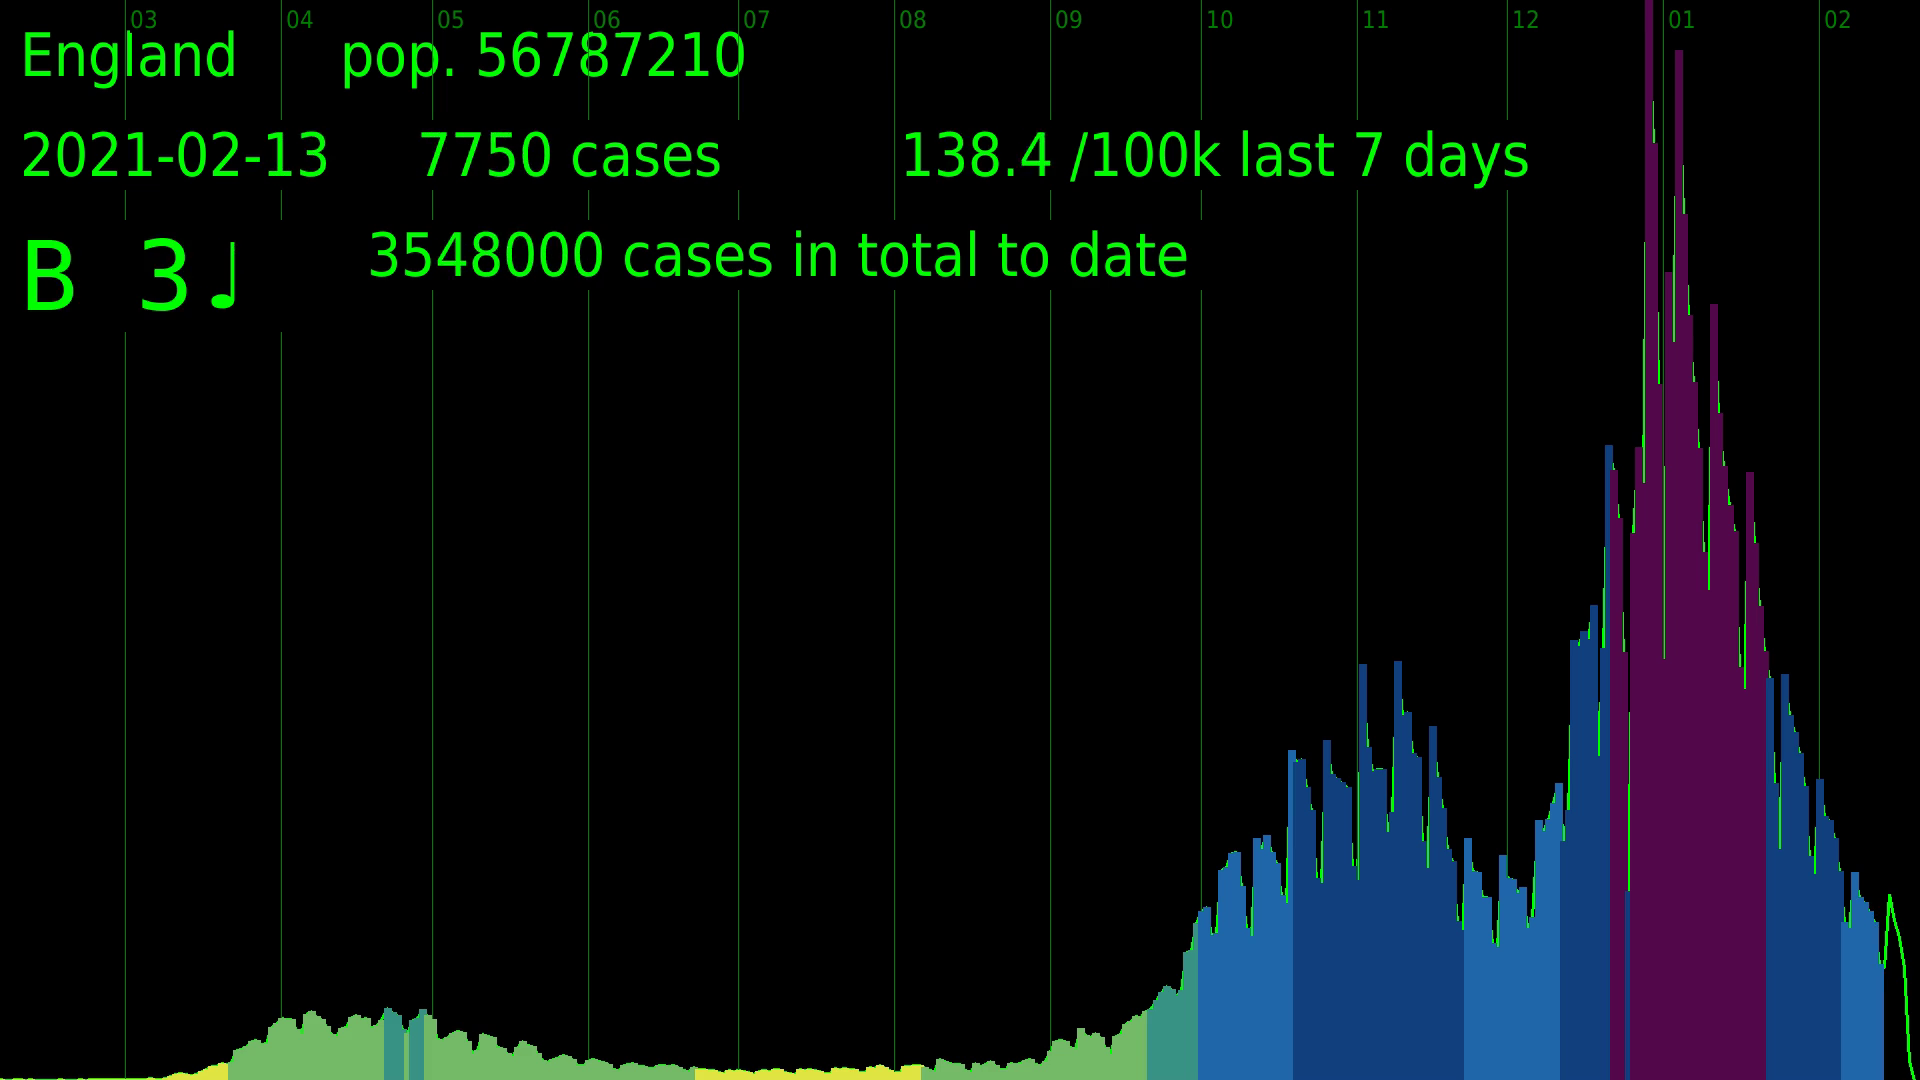 03 04 05 06 07 08 09 10 11 12 01 02
England pop. 56787210
2021-02-13 7750 cases 138.4 /100k last 7 days
B 3♩ 3548000 cases in total to date